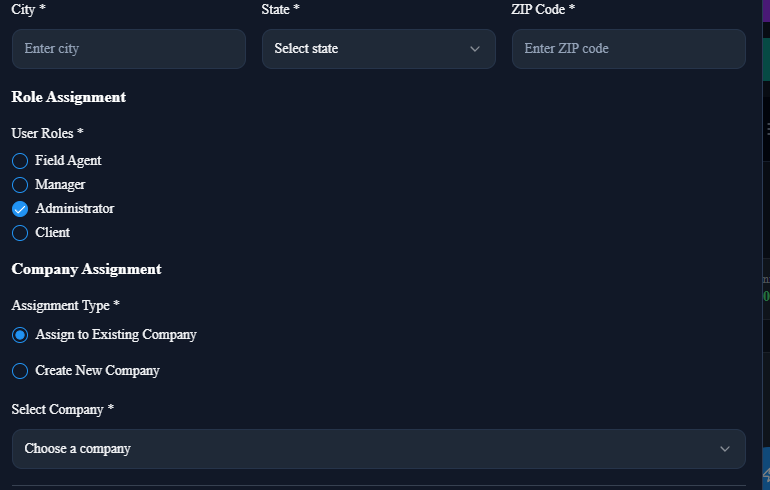 City * State * ZIP Code *
Enter city Select state Enter ZIP code
Role Assignment
User Roles *
Field Agent
Manager
Administrator
Client
Company Assignment
Assignment Type *
Assign to Existing Company
Create New Company
Select Company *
Choose a company